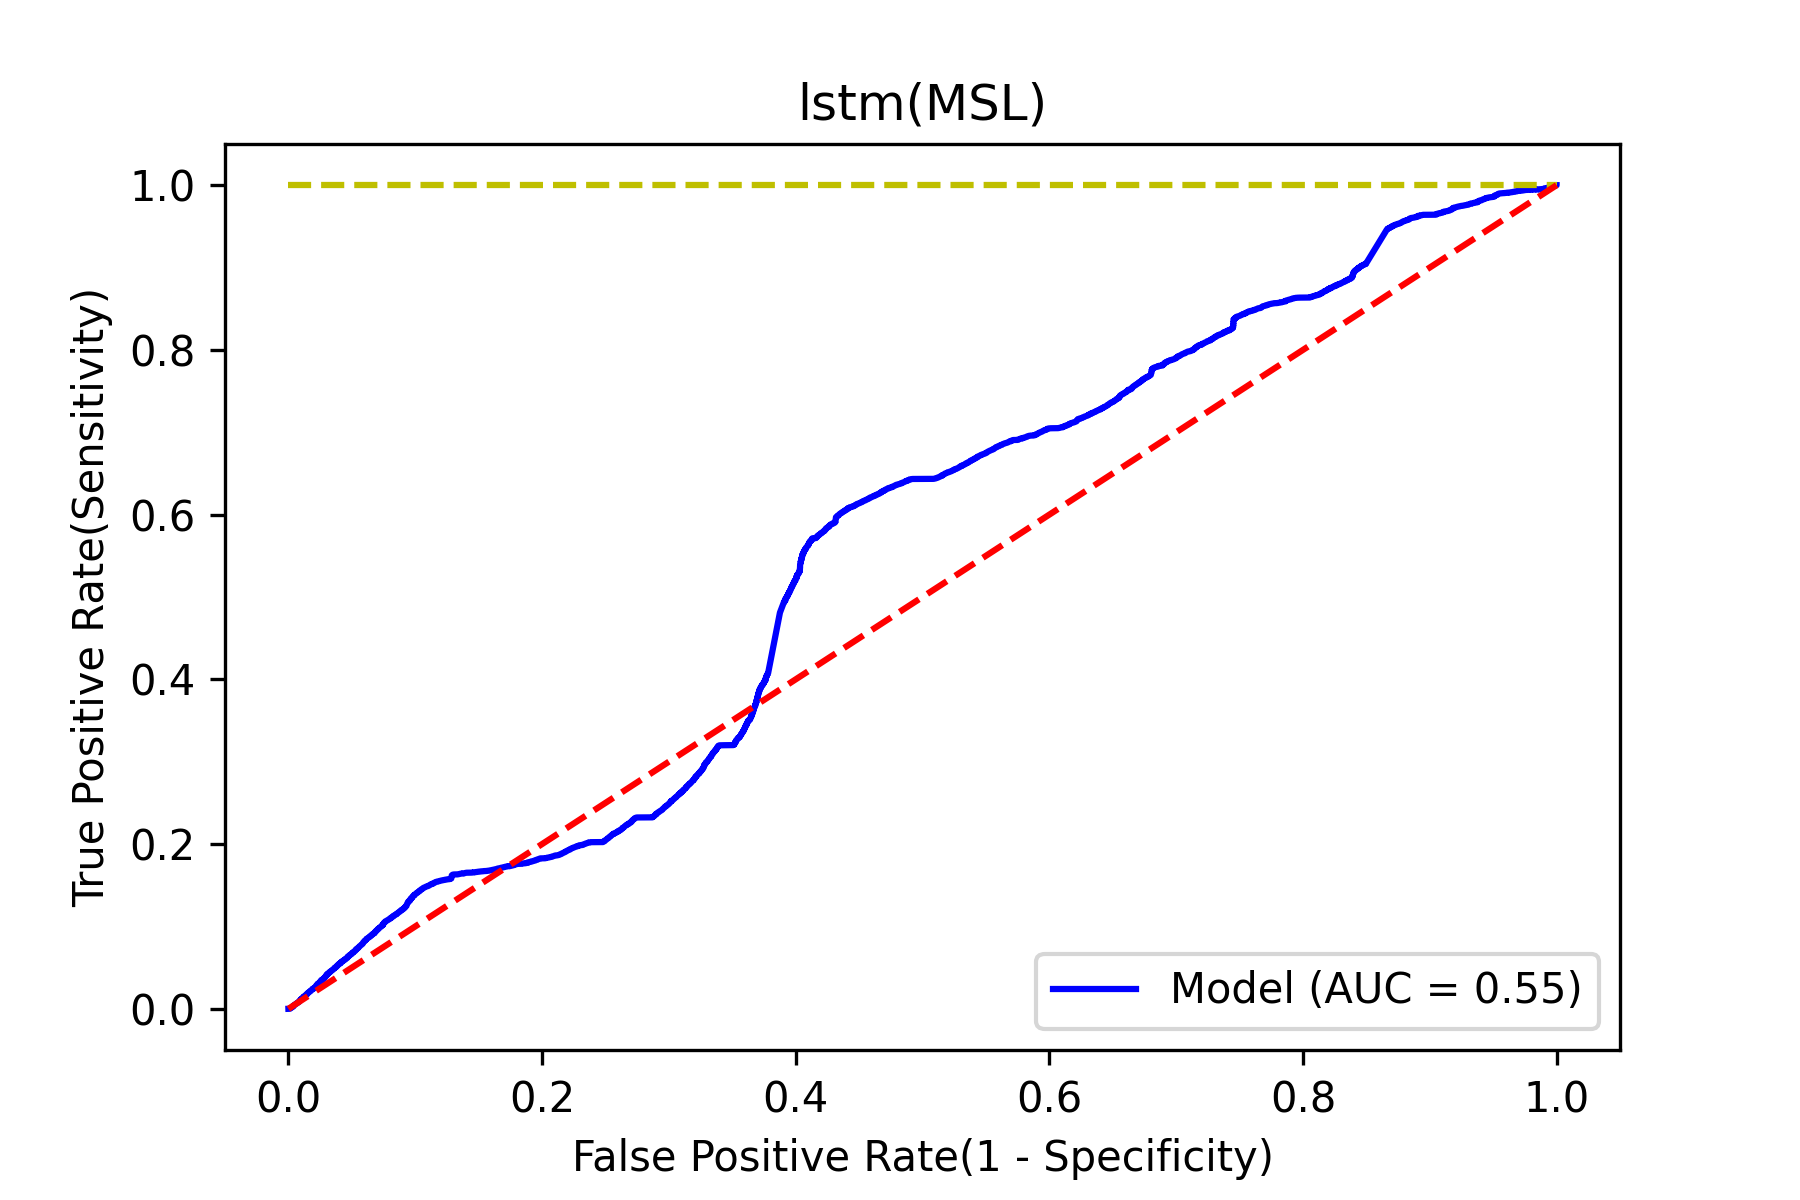 lstm(MSL)
True Positive Rate(Sensitivity)
1.0
0.8
0.6
0.4
0.2
0.0
Model (AUC = 0.55)
0.0 0.2 0.4 0.6 0.8 1.0
False Positive Rate(1 - Specificity)